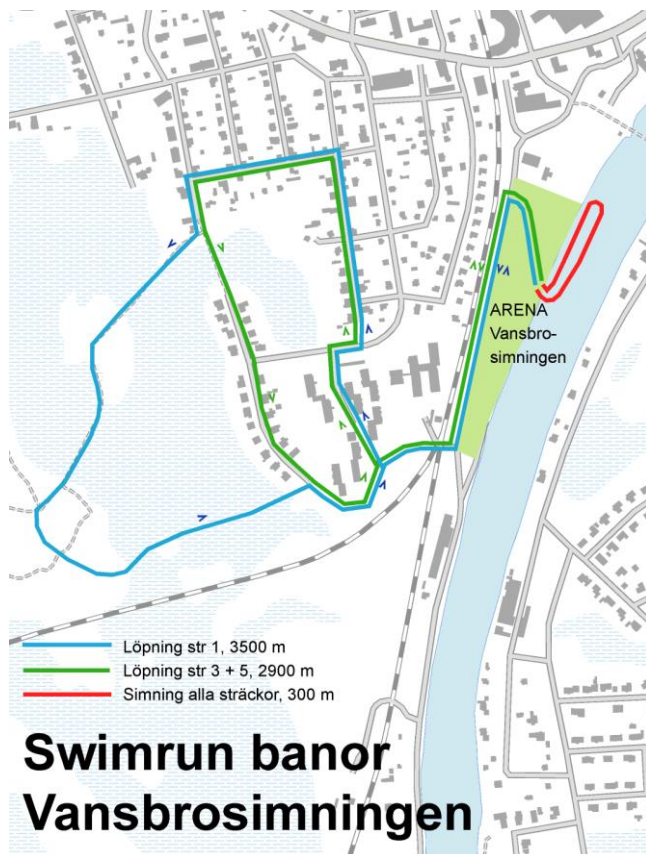 ARENA
Vansbro-
simningen
Löpning str 1, 3500 m
Löpning str 3 + 5, 2900 m
Simning alla sträckor, 300 m
Swimrun banor
Vansbrosimningen